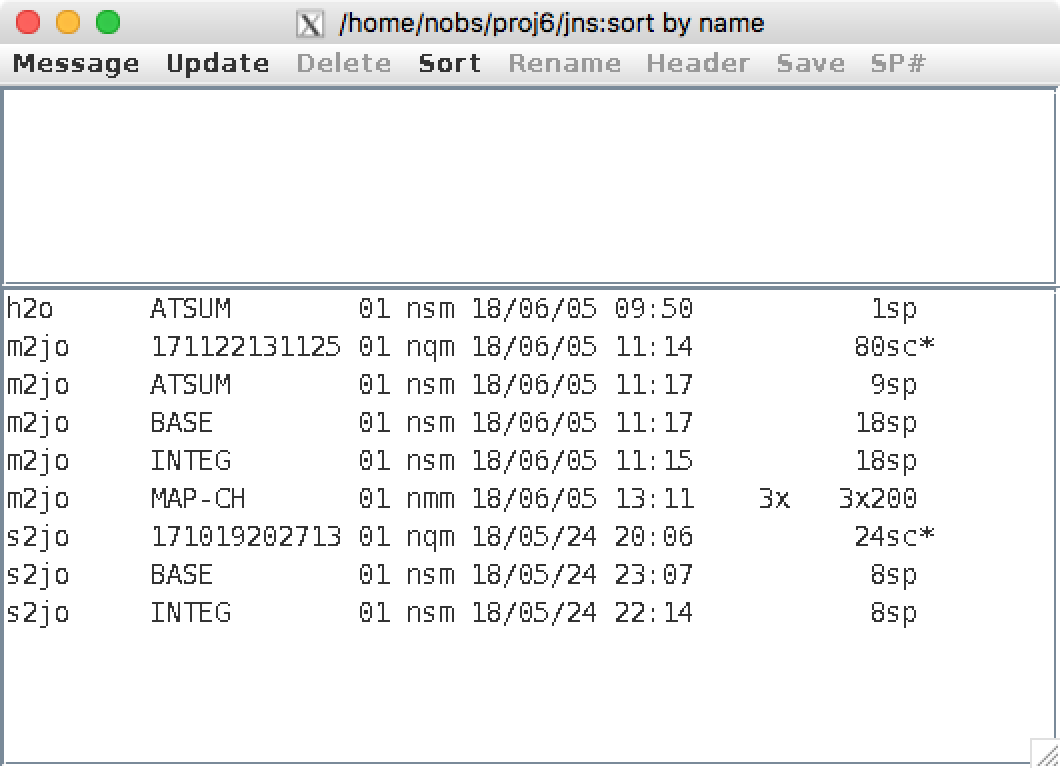 /home/nobs/proj6/jns:sort by name
Message Update Delete Sort Rename Header Save SP#
h2o ATSUM 01 nsm 18/06/05 09:50 1sp
m2jo 171122131125 01 nqm 18/06/05 11:14 80sc*
m2jo ATSUM 01 nsm 18/06/05 11:17 9sp
m2jo BASE 01 nsm 18/06/05 11:17 18sp
m2jo INTEG 01 nsm 18/06/05 11:15 18sp
m2jo MAP-CH 01 nmm 18/06/05 13:11 3x 3x200
s2jo 171019202713 01 nqm 18/05/24 20:06 24sc*
s2jo BASE 01 nsm 18/05/24 23:07 8sp
s2jo INTEG 01 nsm 18/05/24 22:14 8sp